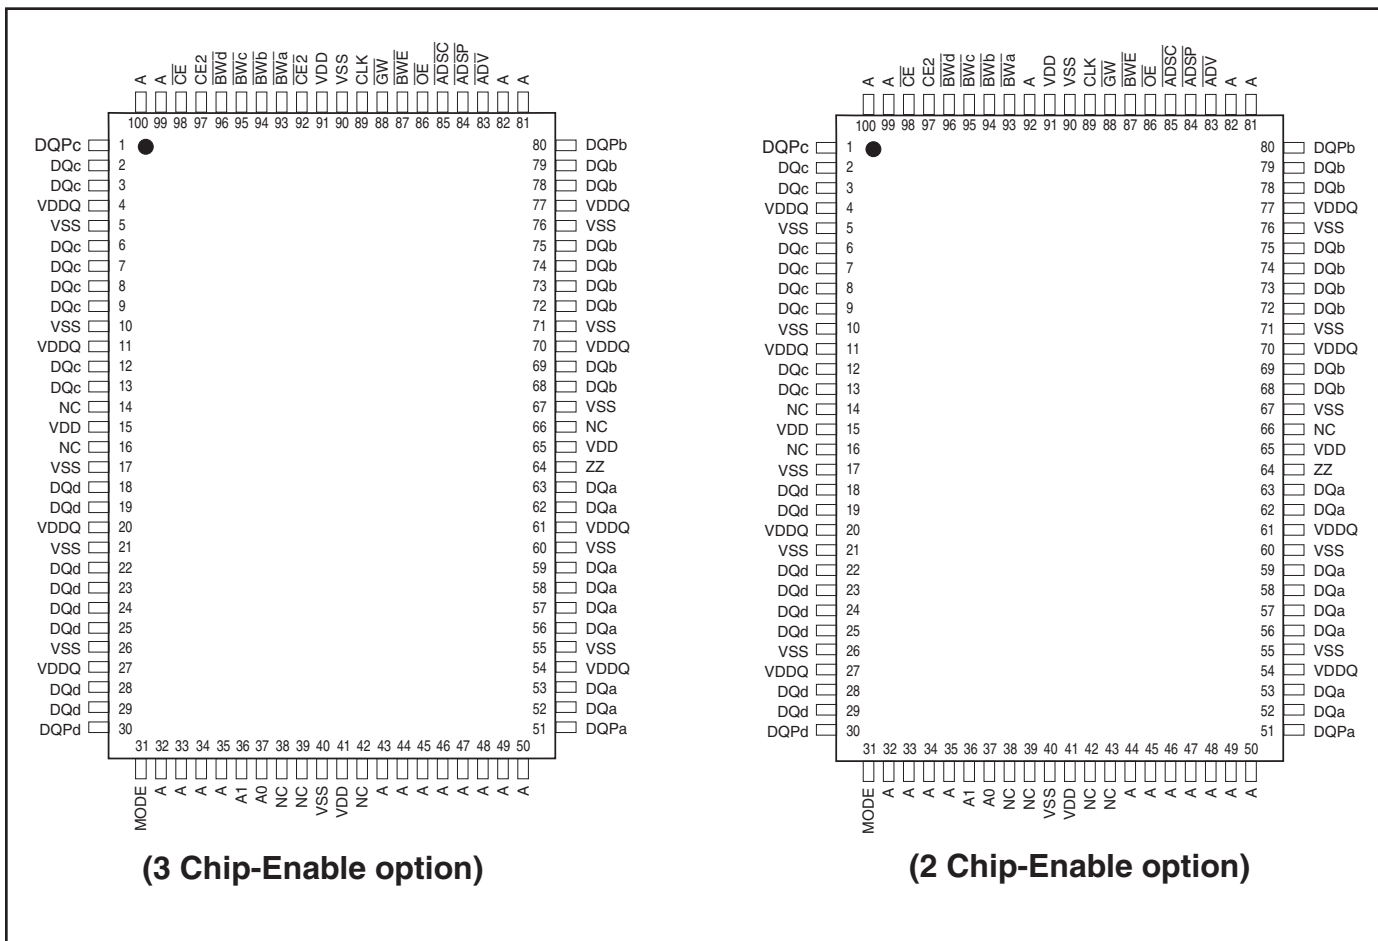 A A CE CE2 BWd BWc BWb BWa CE2 VDD VSS CLK GW BWE OE ADSC ADSP ADV A A
100 99 98 97 96 95 94 93 92 91 90 89 88 87 86 85 84 83 82 81
DQPc 1 80 DQPb
DQc 2 79 DQb
DQc 3 78 DQb
VDDQ 4 77 VDDQ
VSS 5 76 VSS
DQc 6 75 DQb
DQc 7 74 DQb
DQc 8 73 DQb
DQc 9 72 DQb
VSS 10 71 VSS
VDDQ 11 70 VDDQ
DQc 12 69 DQb
DQc 13 68 DQb
NC 14 67 VSS
VDD 15 66 NC
NC 16 65 VDD
VSS 17 64 ZZ
DQd 18 63 DQa
DQd 19 62 DQa
VDDQ 20 61 VDDQ
VSS 21 60 VSS
DQd 22 59 DQa
DQd 23 58 DQa
DQd 24 57 DQa
DQd 25 56 DQa
VSS 26 55 VSS
VDDQ 27 54 VDDQ
DQd 28 53 DQa
DQd 29 52 DQa
DQPd 30 51 DQPa
31 32 33 34 35 36 37 38 39 40 41 42 43 44 45 46 47 48 49 50
MODE A A A A A1 A0 NC NC VSS VDD NC A A A A A A A A
(3 Chip-Enable option)
A A CE CE2 BWd BWc BWb BWa A VDD VSS CLK GW BWE OE ADSC ADSP ADV A A
100 99 98 97 96 95 94 93 92 91 90 89 88 87 86 85 84 83 82 81
DQPc 1 80 DQPb
DQc 2 79 DQb
DQc 3 78 DQb
VDDQ 4 77 VDDQ
VSS 5 76 VSS
DQc 6 75 DQb
DQc 7 74 DQb
DQc 8 73 DQb
DQc 9 72 DQb
VSS 10 71 VSS
VDDQ 11 70 VDDQ
DQc 12 69 DQb
DQc 13 68 DQb
NC 14 67 VSS
VDD 15 66 NC
NC 16 65 VDD
VSS 17 64 ZZ
DQd 18 63 DQa
DQd 19 62 DQa
VDDQ 20 61 VDDQ
VSS 21 60 VSS
DQd 22 59 DQa
DQd 23 58 DQa
DQd 24 57 DQa
DQd 25 56 DQa
VSS 26 55 VSS
VDDQ 27 54 VDDQ
DQd 28 53 DQa
DQd 29 52 DQa
DQPd 30 51 DQPa
31 32 33 34 35 36 37 38 39 40 41 42 43 44 45 46 47 48 49 50
MODE A A A A A1 A0 NC NC VSS VDD NC NC A A A A A A A
(2 Chip-Enable option)